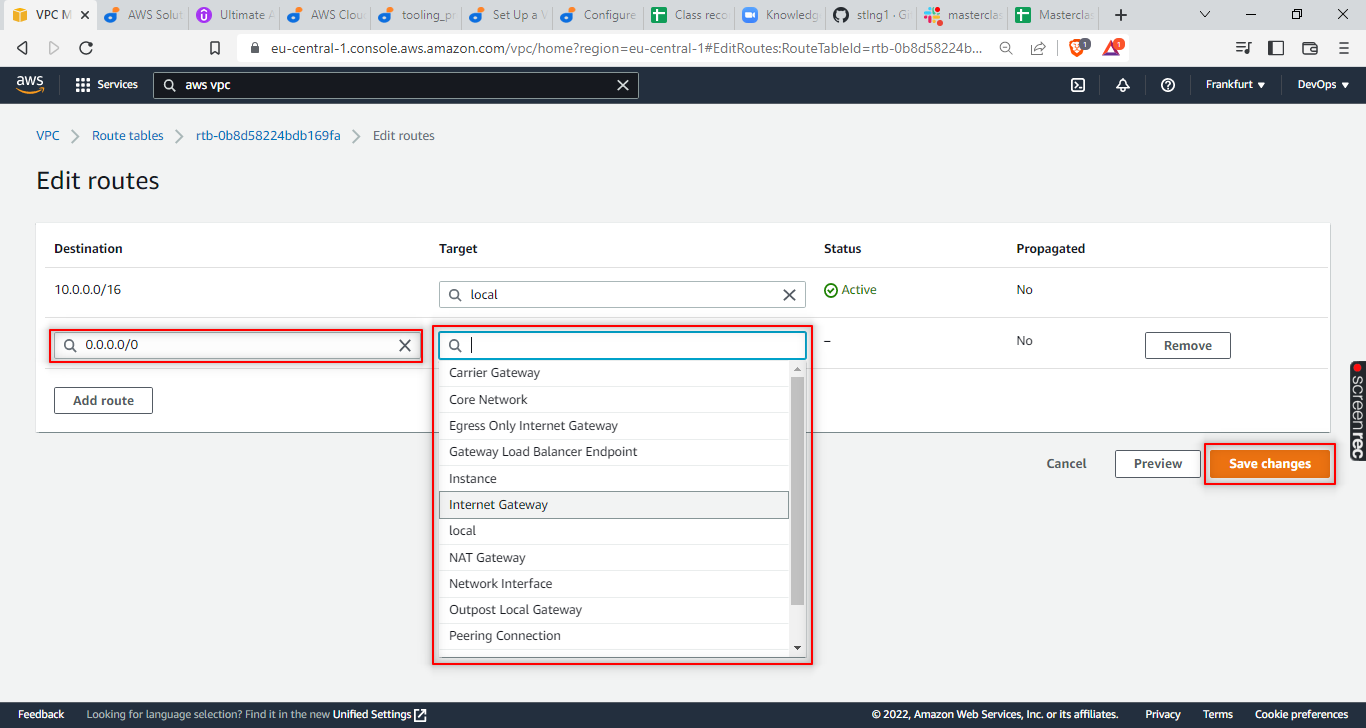 VPC M
AWS Solut
Ultimate A
AWS Clou
tooling_pr
Set Up a V
Configure
Class reco
Knowledg
stlng1 · Gi
masterclas
Masterclas
eu-central-1.console.aws.amazon.com/vpc/home?region=eu-central-1#EditRoutes:RouteTableId=rtb-0b8d58224b...
1
1
aws
Services
aws vpc
Frankfurt
DevOps
VPC
Route tables
rtb-0b8d58224bdb169fa
Edit routes
Edit routes
Destination Target Status Propagated
10.0.0.0/16 local Active No
0.0.0.0/0 – No Remove
Carrier Gateway
Core Network
Egress Only Internet Gateway
Gateway Load Balancer Endpoint
Instance
Internet Gateway
local
NAT Gateway
Network Interface
Outpost Local Gateway
Peering Connection
Add route
Cancel
Preview
Save changes
screenrec
Feedback
Looking for language selection? Find it in the new Unified Settings
© 2022, Amazon Web Services, Inc. or its affiliates.
Privacy
Terms
Cookie preferences